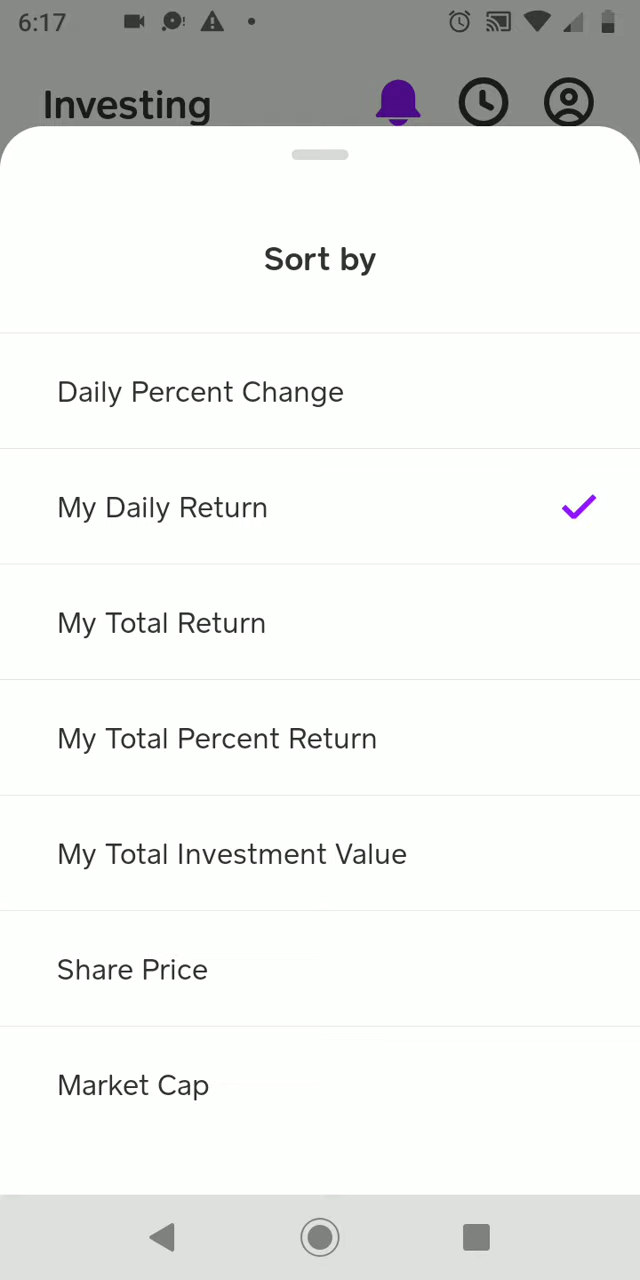 6:17
Investing
Sort by
Daily Percent Change
My Daily Return
My Total Return
My Total Percent Return
My Total Investment Value
Share Price
Market Cap